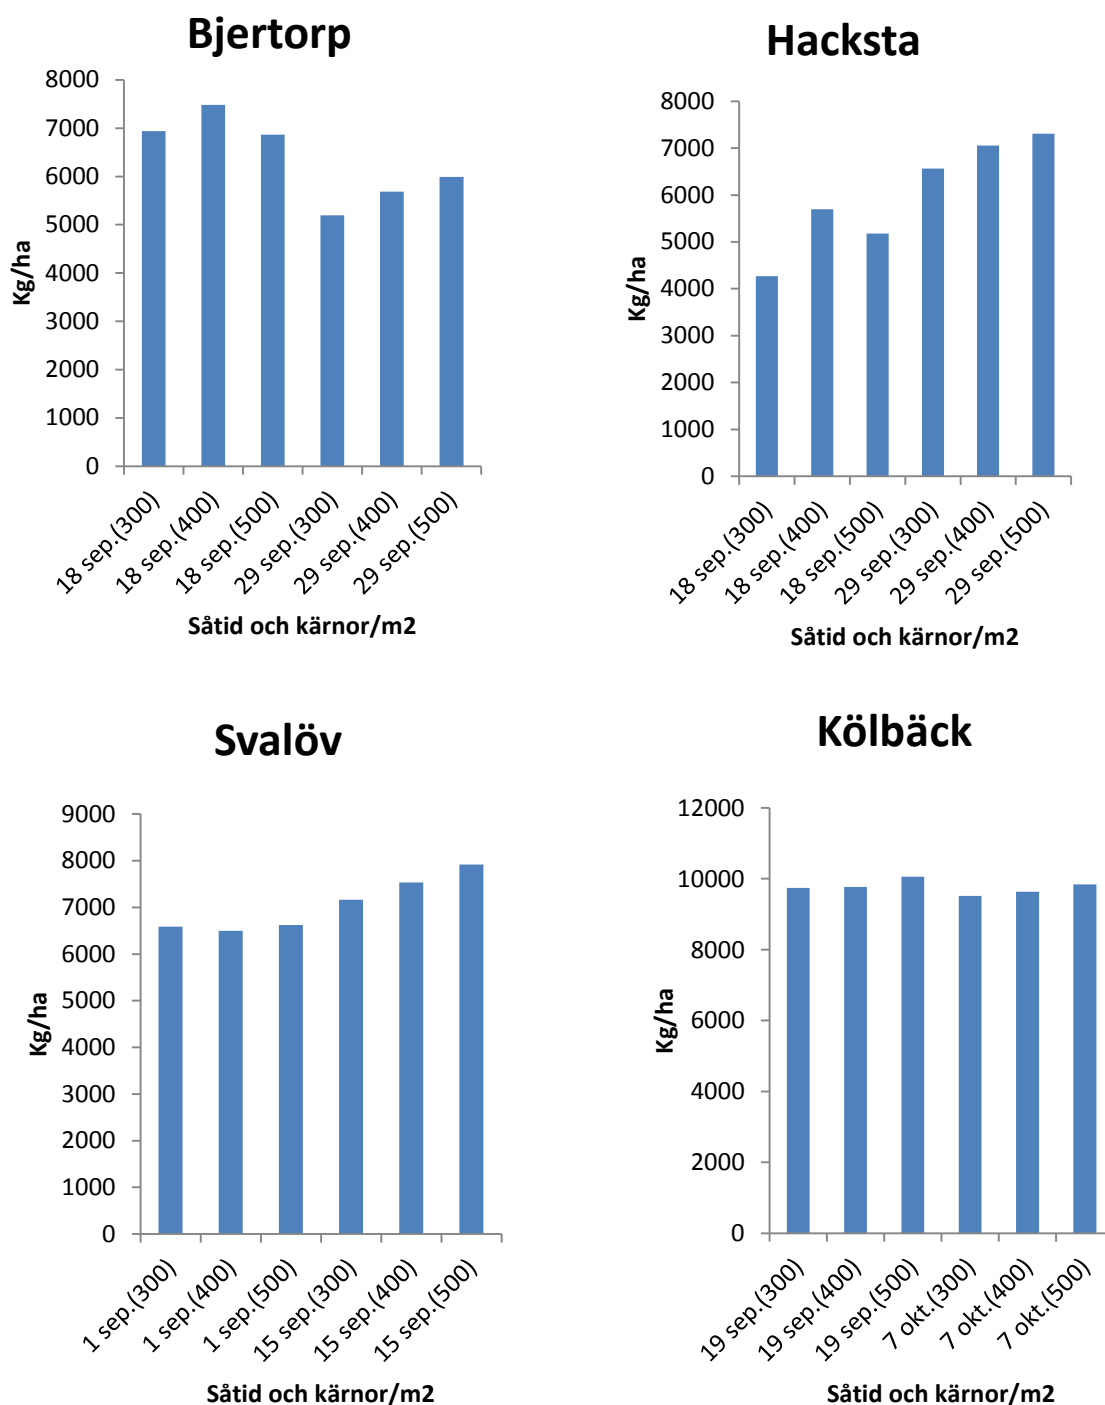 Bjertorp
8000
7000
6000
5000
4000
3000
2000
1000
0
Kg/ha
18 sep.(300)
18 sep.(400)
18 sep.(500)
29 sep.(300)
29 sep.(400)
29 sep.(500)
Såtid och kärnor/m2
Hacksta
8000
7000
6000
5000
4000
3000
2000
1000
0
Kg/ha
18 sep.(300)
18 sep.(400)
18 sep.(500)
29 sep.(300)
29 sep.(400)
29 sep.(500)
Såtid och kärnor/m2
Svalöv
9000
8000
7000
6000
5000
4000
3000
2000
1000
0
Kg/ha
1 sep.(300)
1 sep.(400)
1 sep.(500)
15 sep.(300)
15 sep.(400)
15 sep.(500)
Såtid och kärnor/m2
Kölbäck
12000
10000
8000
6000
4000
2000
0
Kg/ha
19 sep.(300)
19 sep.(400)
19 sep.(500)
7 okt.(300)
7 okt.(400)
7 okt.(500)
Såtid och kärnor/m2